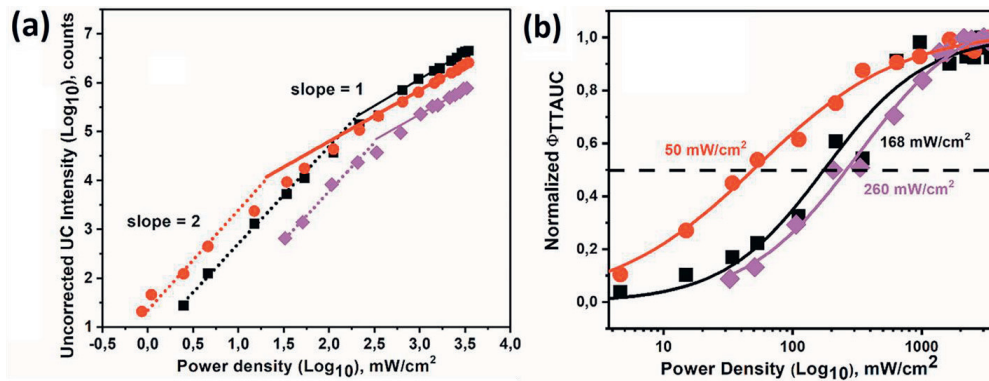 (a)
Uncorrected UC Intensity (Log10), counts
7
6
5
4
3
2
1
slope = 1
slope = 2
-0,5 0,0 0,5 1,0 1,5 2,0 2,5 3,0 3,5 4,0
Power density (Log10), mW/cm2
(b)
Normalized ΦTTAUC
1,0
0,8
0,6
0,4
0,2
0,0
50 mW/cm2
168 mW/cm2
260 mW/cm2
10 100 1000
Power Density (Log10), mW/cm2